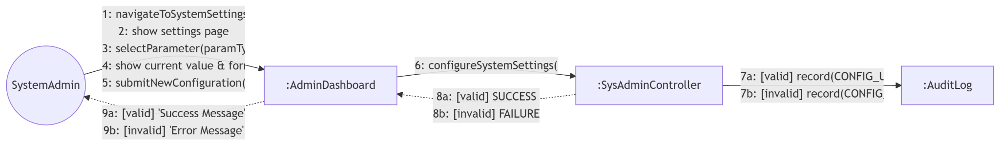 SystemAdmin
1: navigateToSystemSettings
2: show settings page
3: selectParameter(paramTy
4: show current value & for
5: submitNewConfiguration(
9a: [valid] 'Success Message'
9b: [invalid] 'Error Message'
:AdminDashboard
6: configureSystemSettings(
8a: [valid] SUCCESS
8b: [invalid] FAILURE
:SysAdminController
7a: [valid] record(CONFIG_U
7b: [invalid] record(CONFIG_
:AuditLog